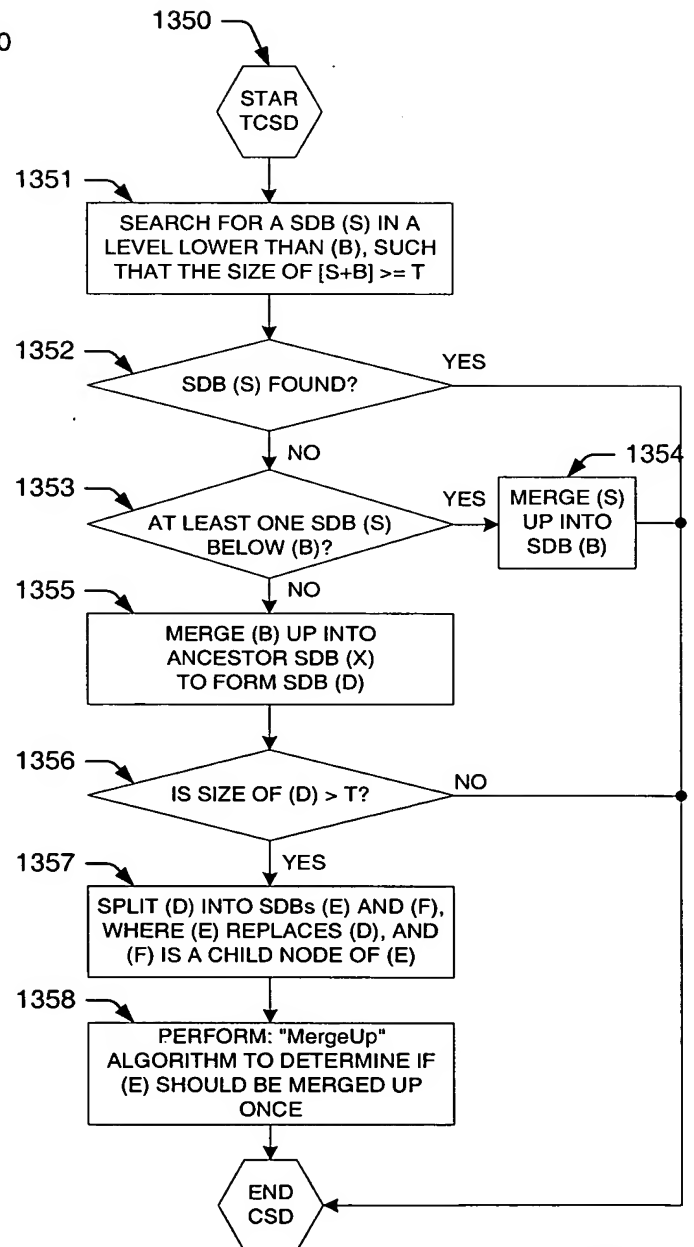 1350
0
STAR
TCSD
1351
SEARCH FOR A SDB (S) IN A
LEVEL LOWER THAN (B), SUCH
THAT THE SIZE OF [S+B] >= T
1352
SDB (S) FOUND?
YES
NO
1353
AT LEAST ONE SDB (S)
BELOW (B)?
YES
1354
MERGE (S)
UP INTO
SDB (B)
NO
1355
MERGE (B) UP INTO
ANCESTOR SDB (X)
TO FORM SDB (D)
1356
IS SIZE OF (D) > T?
NO
YES
1357
SPLIT (D) INTO SDBs (E) AND (F),
WHERE (E) REPLACES (D), AND
(F) IS A CHILD NODE OF (E)
1358
PERFORM: "MergeUp"
ALGORITHM TO DETERMINE IF
(E) SHOULD BE MERGED UP
ONCE
END
CSD